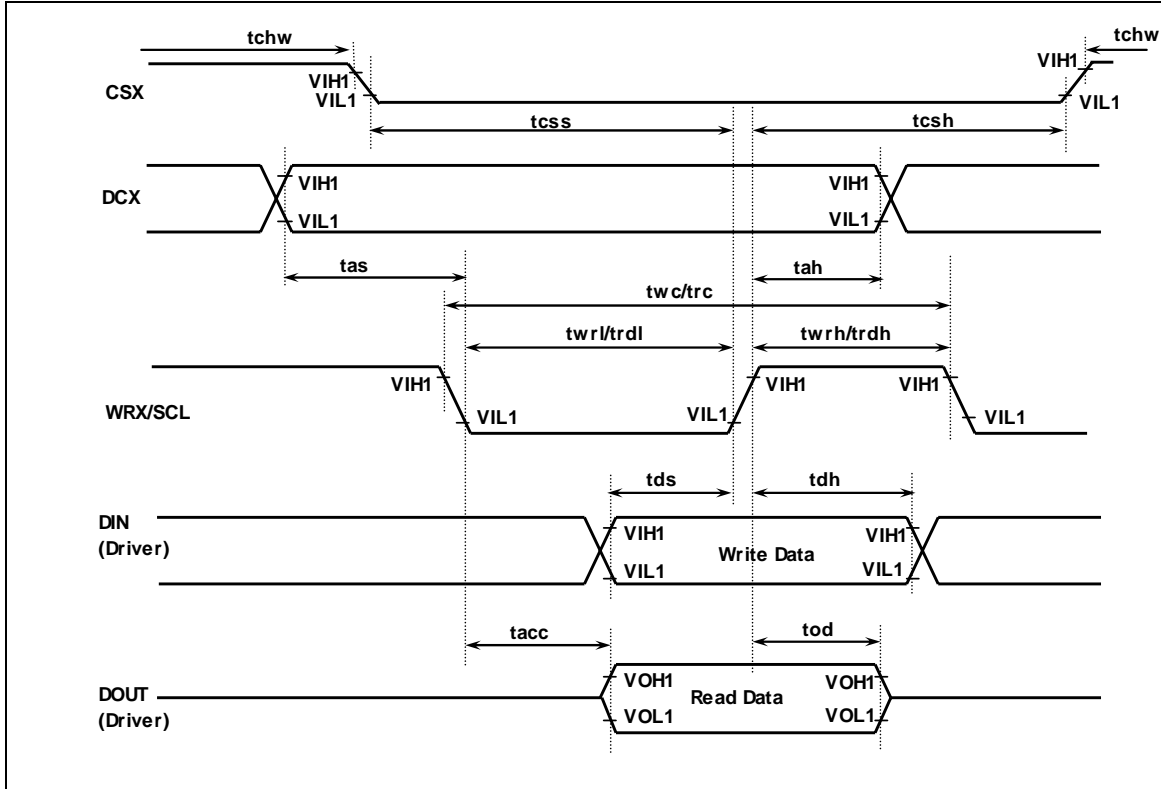 tchw
tchw
VIH1
VIH1
CSX
VIL1
VIL1
tcss
tcsh
VIH1
VIH1
DCX
VIL1
VIL1
tas
tah
twc/trc
twrl/trdl
twrh/trdh
VIH1
VIH1
VIH1
WRX/SCL
VIL1
VIL1
VIL1
tds
tdh
DIN
(Driver)
VIH1
VIH1
Write Data
VIL1
VIL1
tacc
tod
DOUT
(Driver)
VOH1
VOH1
Read Data
VOL1
VOL1